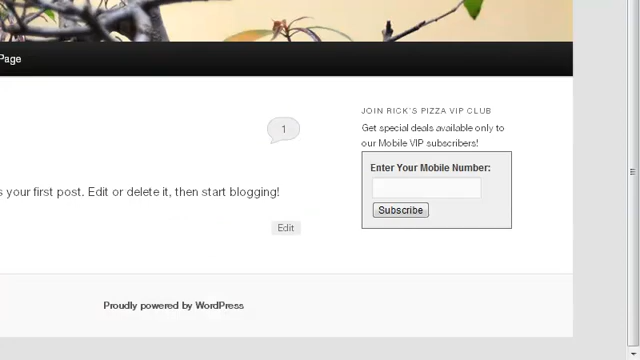 Page
1
JOIN RICK'S PIZZA VIP CLUB
Get special deals available only to
our Mobile VIP subscribers!
Enter Your Mobile Number:
Subscribe
s your first post. Edit or delete it, then start blogging!
Edit
Proudly powered by WordPress